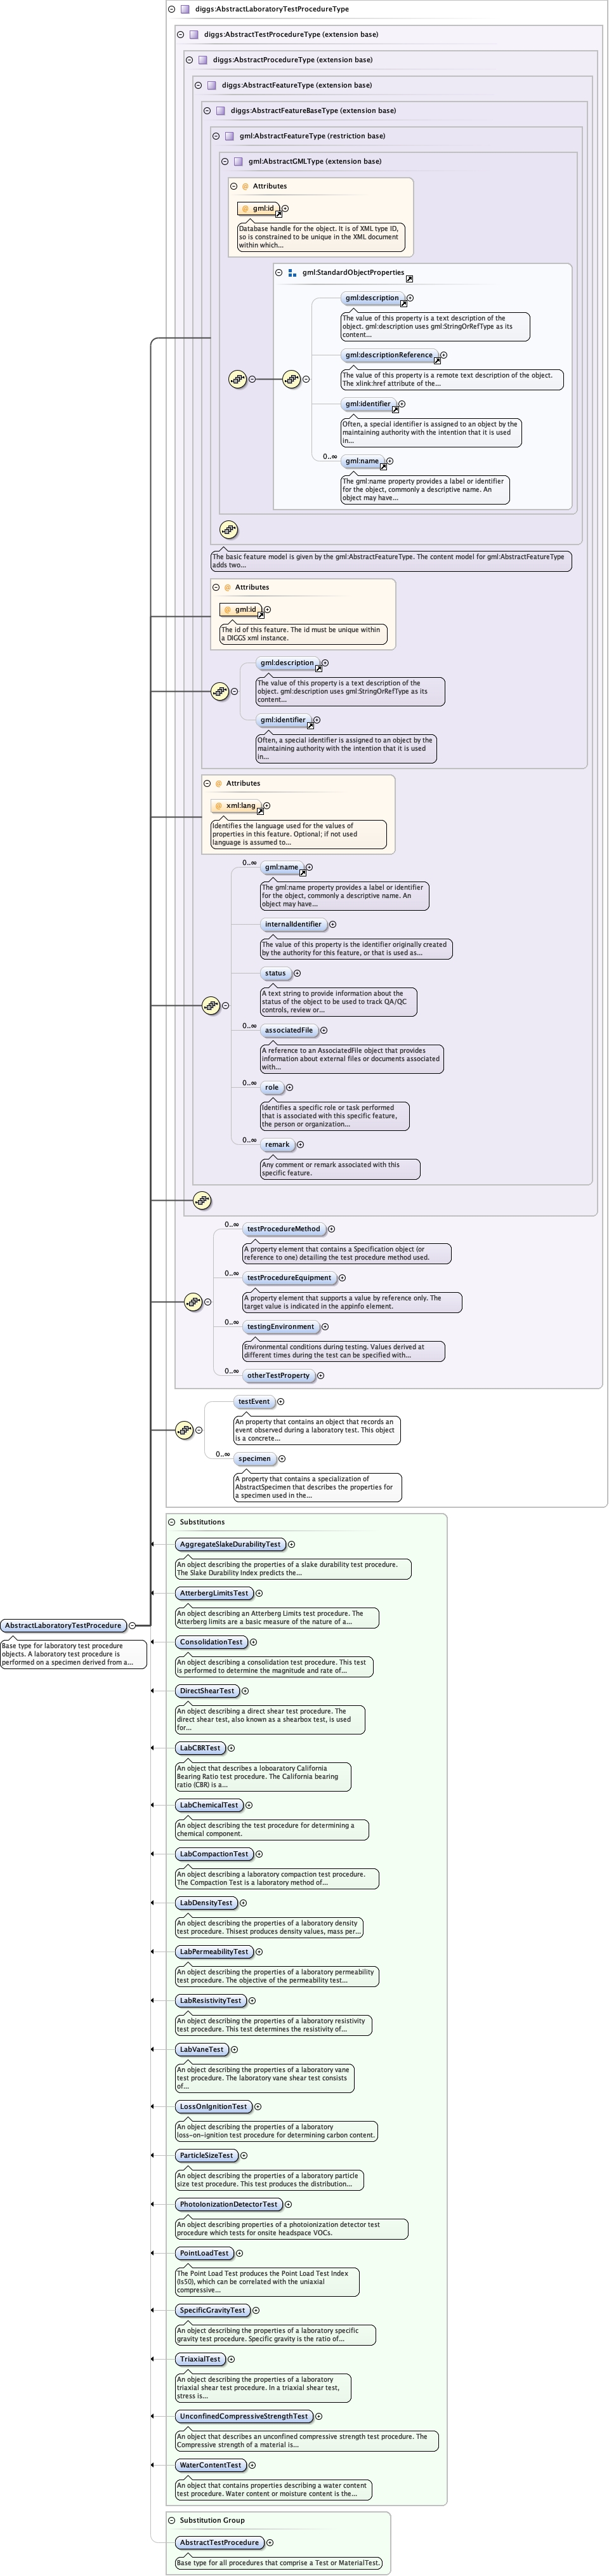 diggs:AbstractLaboratoryTestProcedureType
diggs:AbstractTestProcedureType (extension base)
diggs:AbstractProcedureType (extension base)
diggs:AbstractFeatureType (extension base)
diggs:AbstractFeatureBaseType (extension base)
gml:AbstractFeatureType (restriction base)
gml:AbstractGMLType (extension base)
Attributes
gml:id
Database handle for the object. It is of XML type ID,
so is constrained to be unique in the XML document
within which...
gml:StandardObjectProperties
gml:description
The value of this property is a text description of the
object. gml:description uses gml:StringOrRefType as its
content...
gml:descriptionReference
The value of this property is a remote text description of the object.
The xlink:href attribute of the...
gml:identifier
Often, a special identifier is assigned to an object by the
maintaining authority with the intention that it is used
in...
0..∞
gml:name
The gml:name property provides a label or identifier
for the object, commonly a descriptive name. An
object may have...
The basic feature model is given by the gml:AbstractFeatureType. The content model for gml:AbstractFeatureType
adds two...
Attributes
gml:id
The id of this feature. The id must be unique within
a DIGGS xml instance.
gml:description
The value of this property is a text description of the
object. gml:description uses gml:StringOrRefType as its
content...
gml:identifier
Often, a special identifier is assigned to an object by the
maintaining authority with the intention that it is used
in...
Attributes
xml:lang
Identifies the language used for the values of
properties in this feature. Optional; if not used
language is assumed to...
0..∞
gml:name
The gml:name property provides a label or identifier
for the object, commonly a descriptive name. An
object may have...
internalIdentifier
The value of this property is the identifier originally created
by the authority for this feature, or that is used as...
status
A text string to provide information about the
status of the object to be used to track QA/QC
controls, review or...
0..∞
associatedFile
A reference to an AssociatedFile object that provides
information about external files or documents associated
with...
0..∞
role
Identifies a specific role or task performed
that is associated with this specific feature,
the person or organization...
0..∞
remark
Any comment or remark associated with this
specific feature.
0..∞
testProcedureMethod
A property element that contains a Specification object (or
reference to one) detailing the test procedure method used.
0..∞
testProcedureEquipment
A property element that supports a value by reference only. The
target value is indicated in the appinfo element.
0..∞
testingEnvironment
Environmental conditions during testing. Values derived at
different times during the test can be specified with...
0..∞
otherTestProperty
testEvent
An property that contains an object that records an
event observed during a laboratory test. This object
is a concrete...
0..∞
specimen
A property that contains a specialization of
AbstractSpecimen that describes the properties for
a specimen used in the...
Substitutions
AggregateSlakeDurabilityTest
An object describing the properties of a slake durability test procedure.
The Slake Durability Index predicts the...
AtterbergLimitsTest
An object describing an Atterberg Limits test procedure. The
Atterberg limits are a basic measure of the nature of a...
AbstractLaboratoryTestProcedure
Base type for laboratory test procedure
objects. A laboratory test procedure is
performed on a specimen derived from a...
ConsolidationTest
An object describing a consolidation test procedure. This test
is performed to determine the magnitude and rate of...
DirectShearTest
An object describing a direct shear test procedure. The
direct shear test, also known as a shearbox test, is used
for...
LabCBRTest
An object that describes a loboaratory California
Bearing Ratio test procedure. The California bearing
ratio (CBR) is a...
LabChemicalTest
An object describing the test procedure for determining a
chemical component.
LabCompactionTest
An object describing a laboratory compaction test procedure.
The Compaction Test is a laboratory method of...
LabDensityTest
An object describing the properties of a laboratory density
test procedure. Thisest produces density values, mass per...
LabPermeabilityTest
An object describing the properties of a laboratory permeability
test procedure. The objective of the permeability test...
LabResistivityTest
An object describing the properties of a laboratory resistivity
test procedure. This test determines the resistivity of...
LabVaneTest
An object describing the properties of a laboratory vane
test procedure. The laboratory vane shear test consists
of...
LossOnIgnitionTest
An object describing the properties of a laboratory
loss-on-ignition test procedure for determining carbon content.
ParticleSizeTest
An object describing the properties of a laboratory particle
size test procedure. This test produces the distribution...
PhotoIonizationDetectorTest
An object describing properties of a photoionization detector test
procedure which tests for onsite headspace VOCs.
PointLoadTest
The Point Load Test produces the Point Load Test Index
(Is50), which can be correlated with the uniaxial
compressive...
SpecificGravityTest
An object describing the properties of a laboratory specific
gravity test procedure. Specific gravity is the ratio of...
TriaxialTest
An object describing the properties of a laboratory
triaxial shear test procedure. In a triaxial shear test,
stress is...
UnconfinedCompressiveStrengthTest
An object that describes an unconfined compressive strength test procedure. The
Compressive strength of a material is...
WaterContentTest
An object that contains properties describing a water content
test procedure. Water content or moisture content is the...
Substitution Group
AbstractTestProcedure
Base type for all procedures that comprise a Test or MaterialTest.